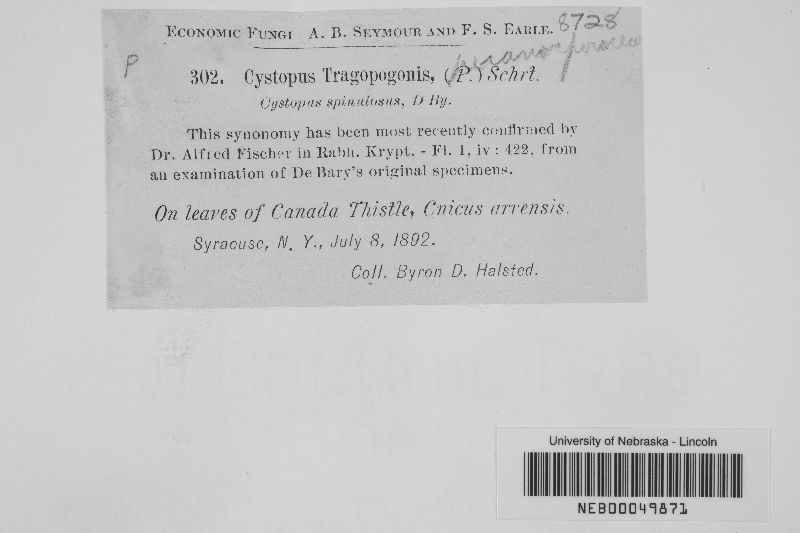 ECONOMIC FUNGI A. B. SEYMOUR AND F. S. EARLE. 8728
P
302. Cystopus Tragopogonis, (P.) Schrt.
Cystopus spinulosus, D By.
This synonomy has been most recently confirmed by
Dr. Alfred Fischer in Rabh. Krypt. - Fl. 1, iv : 422, from
an examination of De Bary's original specimens.
On leaves of Canada Thistle, Cnicus arvensis.
Syracuse, N. Y., July 8, 1892.
Coll. Byron D. Halsted.
University of Nebraska - Lincoln
NEB00049871